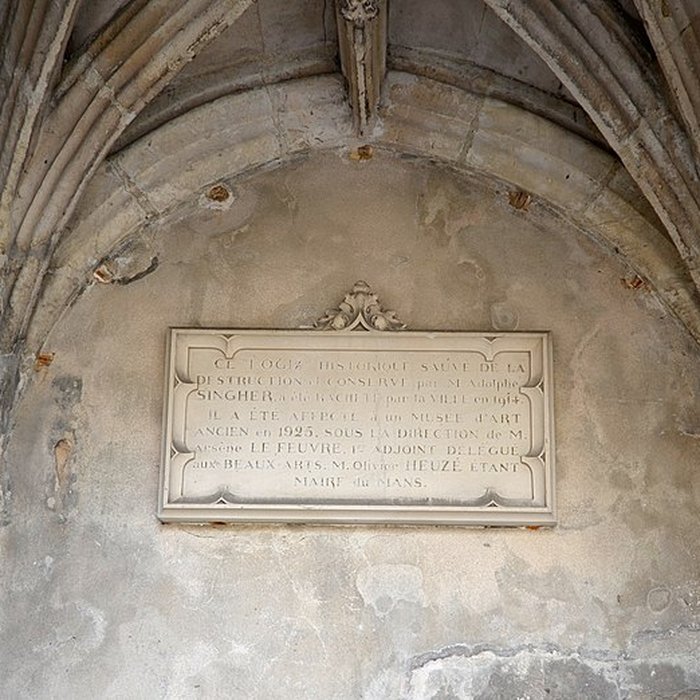 CE LOGIS HISTORIQUE SAUVÉ DE LA
DESTRUCTION et CONSERVÉ par M. Adolphe
SINGHER, a été RACHETÉ par la VILLE en 1914.
IL A ÉTÉ AFFECTÉ à un MUSÉE d'ART
ANCIEN en 1925, SOUS LA DIRECTION de M.
Arsène LE FEUVRE, 1er ADJOINT DÉLÉGUÉ
aux BEAUX-ARTS, M. Olivier HEUZÉ ÉTANT
MAIRE du MANS.